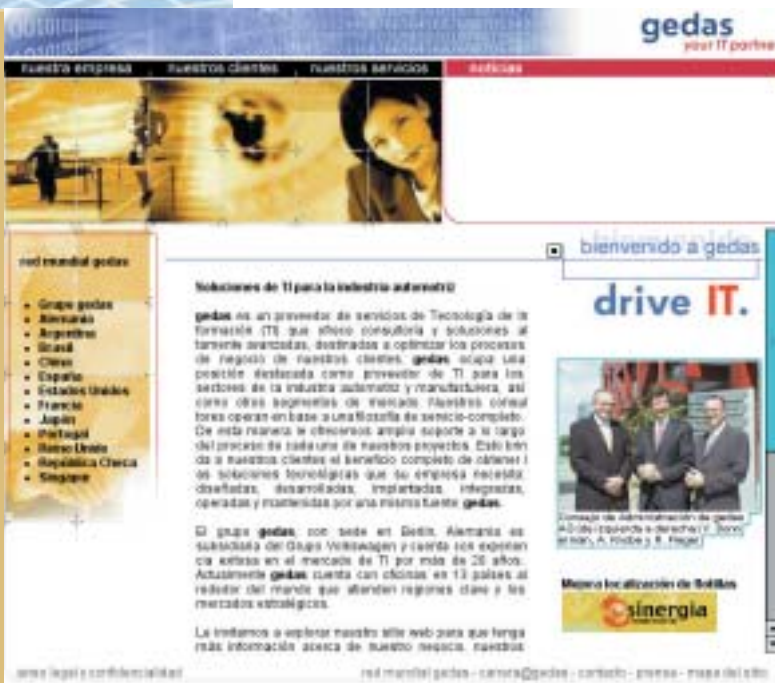 gedas
your IT partne
nuestra empresa
nuestros clientes
nuestros servicios
noticias
red mundial gedas
Grupo gedas
Alemania
Argentina
Brasil
China
España
Estados Unidos
Francia
Japón
Portugal
Reino Unido
República Checa
Singapur
Soluciones de TI para la industria automotriz
gedas es un proveedor de servicios de Tecnología de In
formación (TI) que ofrece consultoría y soluciones al
tamente avanzadas, destinadas a optimizar los procesos
de negocio de nuestros clientes. gedas ocupa una
posición destacada como proveedor de TI para los
sectores de la industria automotriz y manufacturera, así
como otros segmentos de mercado. Nuestros consul
tores operan en base a una filosofía de servicio-completo.
De esta manera le ofrecemos amplio soporte a lo largo
del proceso de cada uno de nuestros proyectos. Esto brin
da a nuestros clientes el beneficio completo de obtener l
as soluciones tecnológicas que su empresa necesita:
diseñadas, desarrolladas, implantadas, integradas,
operadas y mantenidas por una misma fuente: gedas.
El grupo gedas, con sede en Berlín, Alemania es
subsidiaria del Grupo Volkswagen y cuenta con experien
cia exitosa en el mercado de TI por más de 20 años.
Actualmente gedas cuenta con oficinas en 13 países al
rededor del mundo que atienden regiones clave y los
mercados estratégicos.
La invitamos a explorar nuestro sitio web para que tenga
más información acerca de nuestro negocio, nuestros
bienvenido a gedas
drive IT.
Consejo de Administración de gedas
AG (de izquierda a derecha)
A. Knobe y
Mejora localización de flotillas
sinergia
aviso legal y confidencialidad
red mundial gedas - carrera@gedas - contacto - prensa - mapa del sitio